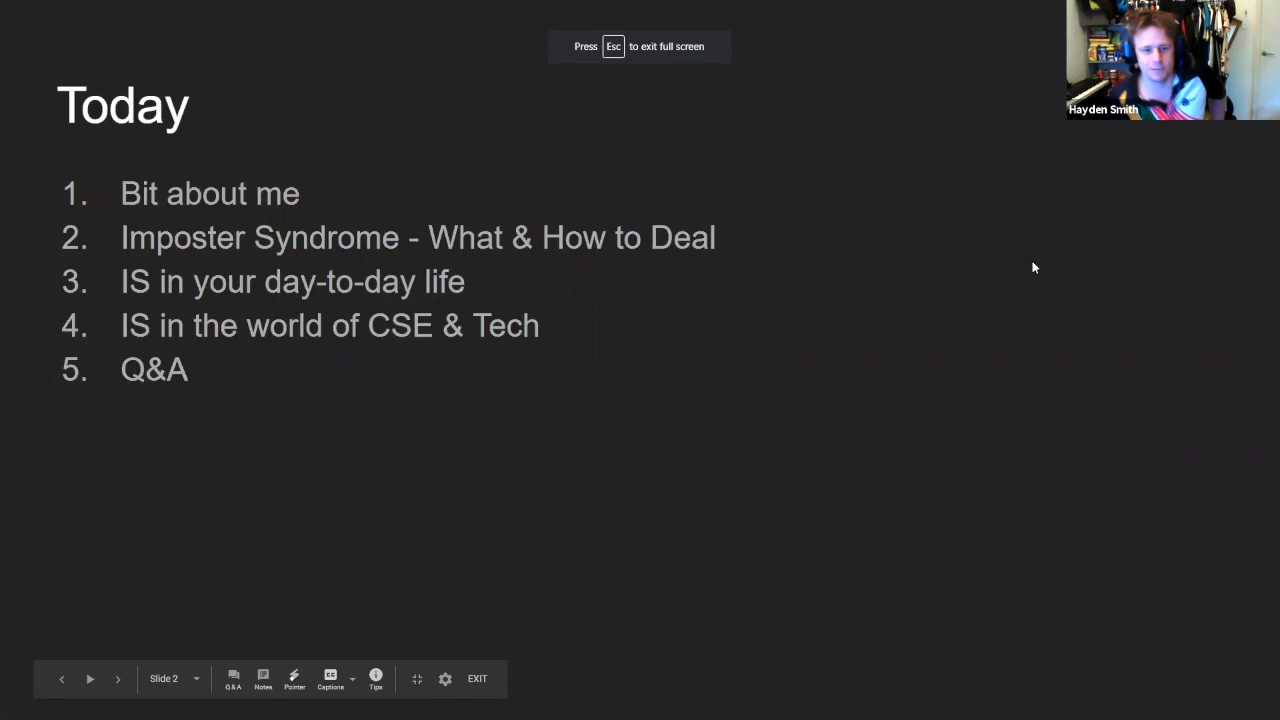 Press Esc to exit full screen
Hayden Smith
Today
1. Bit about me
2. Imposter Syndrome - What & How to Deal
3. IS in your day-to-day life
4. IS in the world of CSE & Tech
5. Q&A
Slide 2
Q&A Notes Pointer CC Captions Tips EXIT